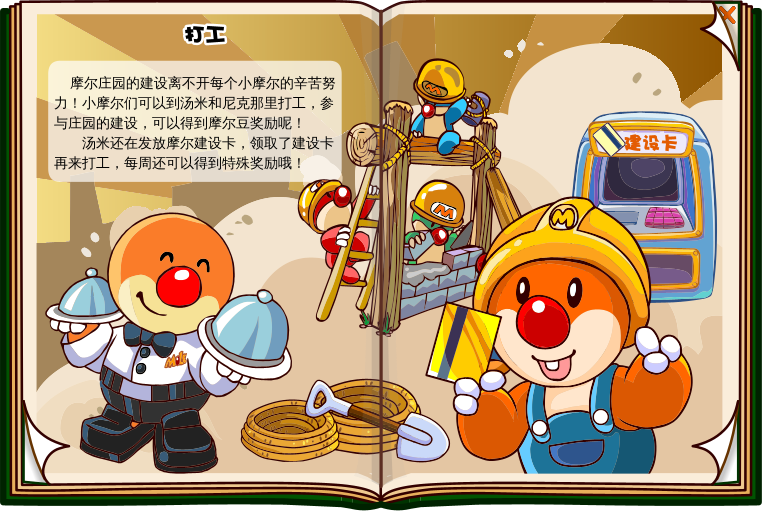 打工
摩尔庄园的建设离不开每个小摩尔的辛苦努
力！小摩尔们可以到汤米和尼克那里打工，参
与庄园的建设，可以得到摩尔豆奖励呢！
汤米还在发放摩尔建设卡，领取了建设卡
再来打工，每周还可以得到特殊奖励哦！
建设卡
M
M